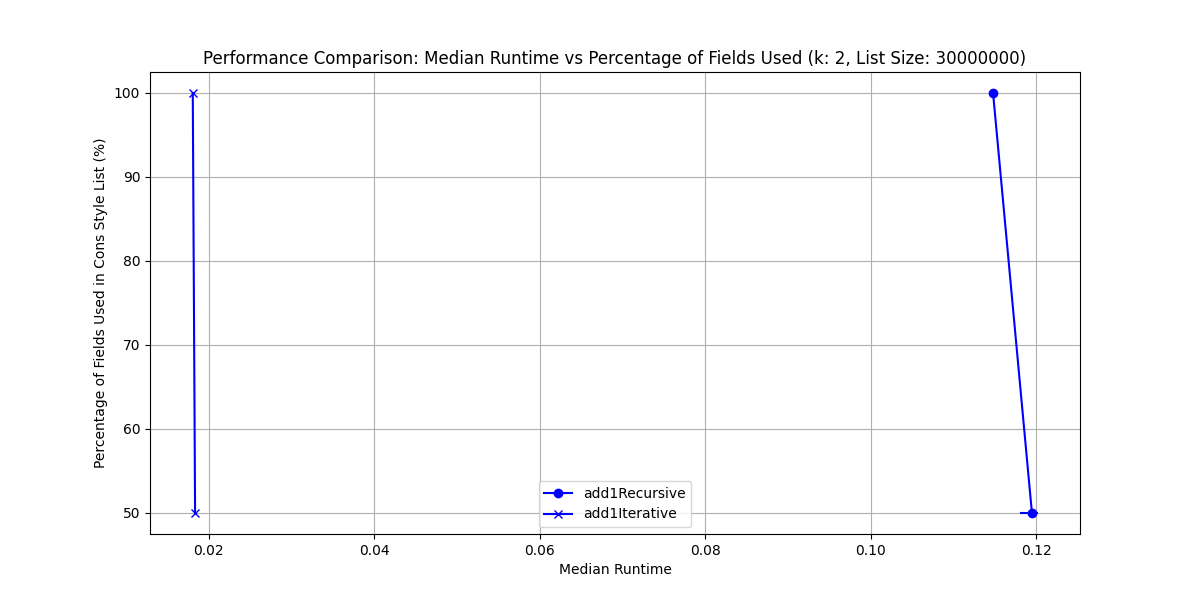 Performance Comparison: Median Runtime vs Percentage of Fields Used (k: 2, List Size: 30000000)
Percentage of Fields Used in Cons Style List (%)
100
90
80
70
60
50
add1Recursive
add1Iterative
0.02 0.04 0.06 0.08 0.10 0.12
Median Runtime